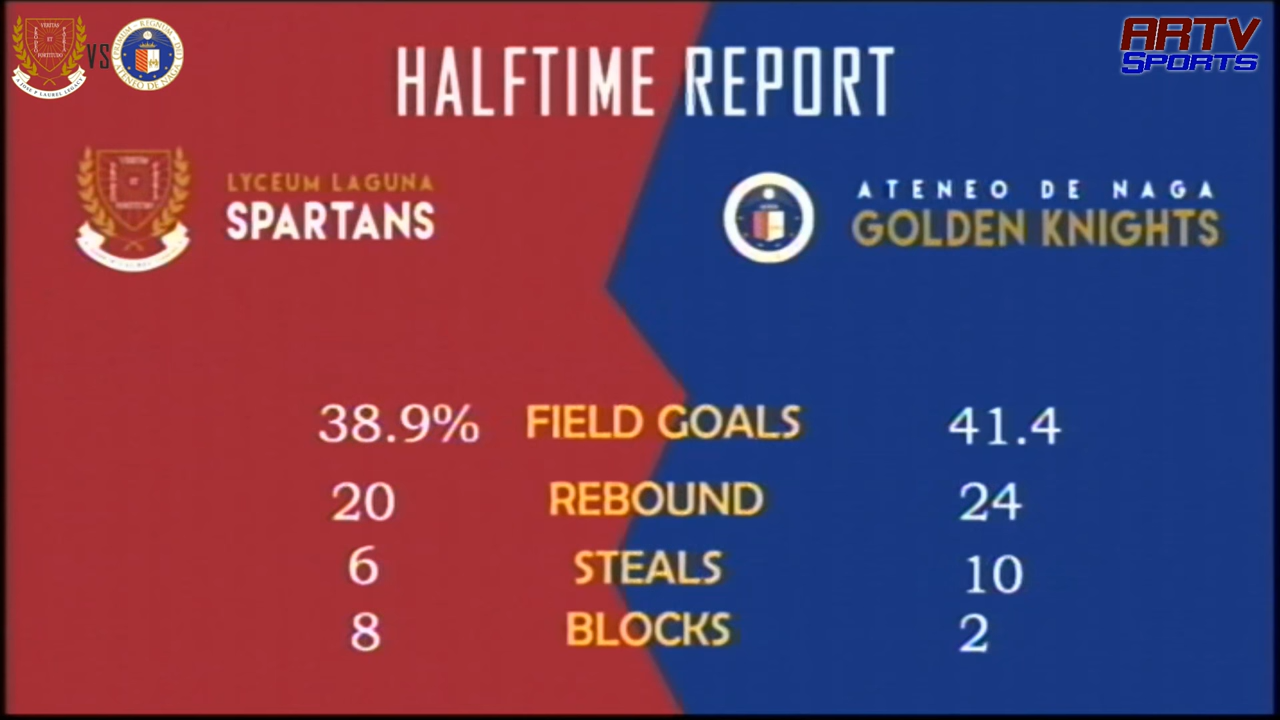 VS
ARTV
SPORTS
HALFTIME REPORT
LYCEUM LAGUNA
SPARTANS
ATENEO DE NAGA
GOLDEN KNIGHTS
38.9% FIELD GOALS 41.4
20 REBOUND 24
6 STEALS 10
8 BLOCKS 2